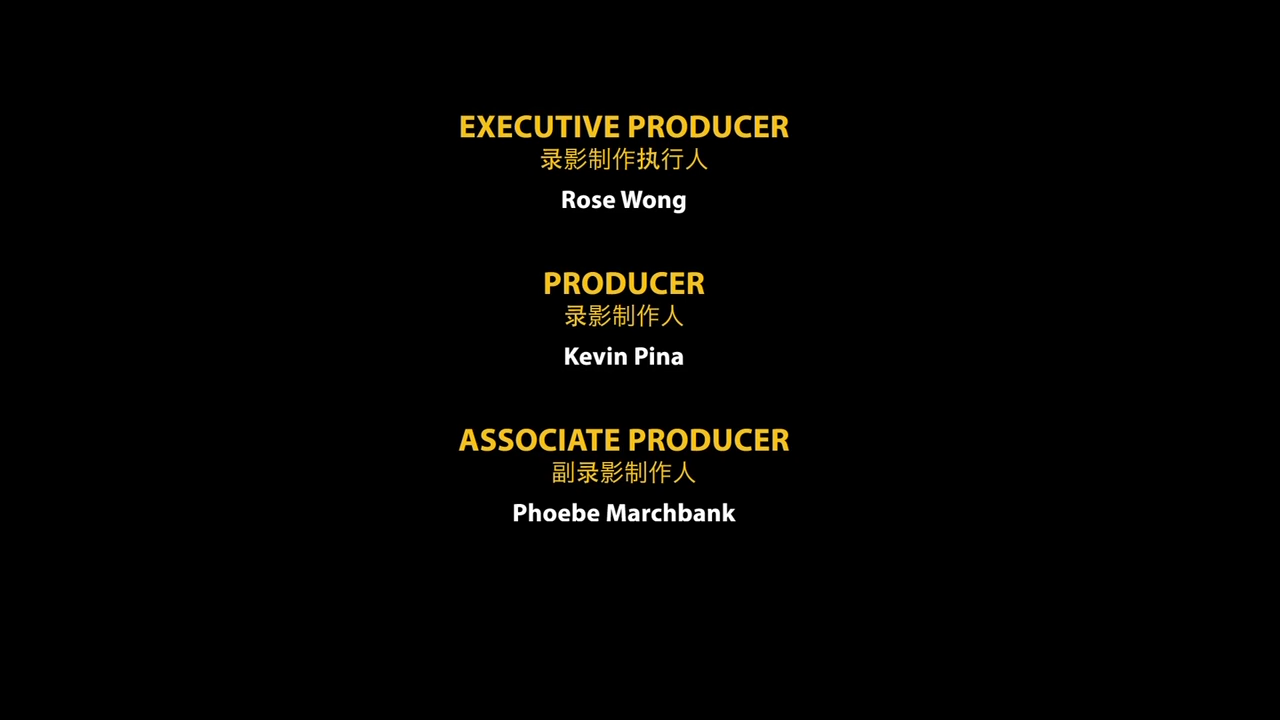 EXECUTIVE PRODUCER
录影制作执行人
Rose Wong
PRODUCER
录影制作人
Kevin Pina
ASSOCIATE PRODUCER
副录影制作人
Phoebe Marchbank